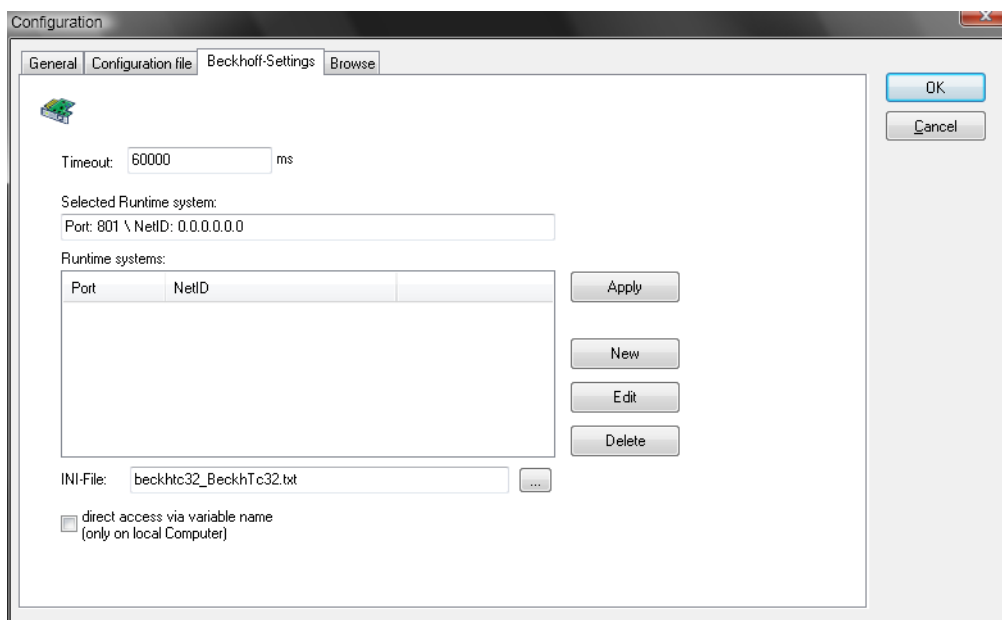 Configuration
General Configuration file Beckhoff-Settings Browse
OK
Cancel
Timeout: 60000 ms
Selected Runtime system:
Port: 801 \ NetID: 0.0.0.0.0.0
Runtime systems:
Port NetID
Apply
New
Edit
Delete
INI-File: beckhtc32_BeckhTc32.txt ...
direct access via variable name
(only on local Computer)